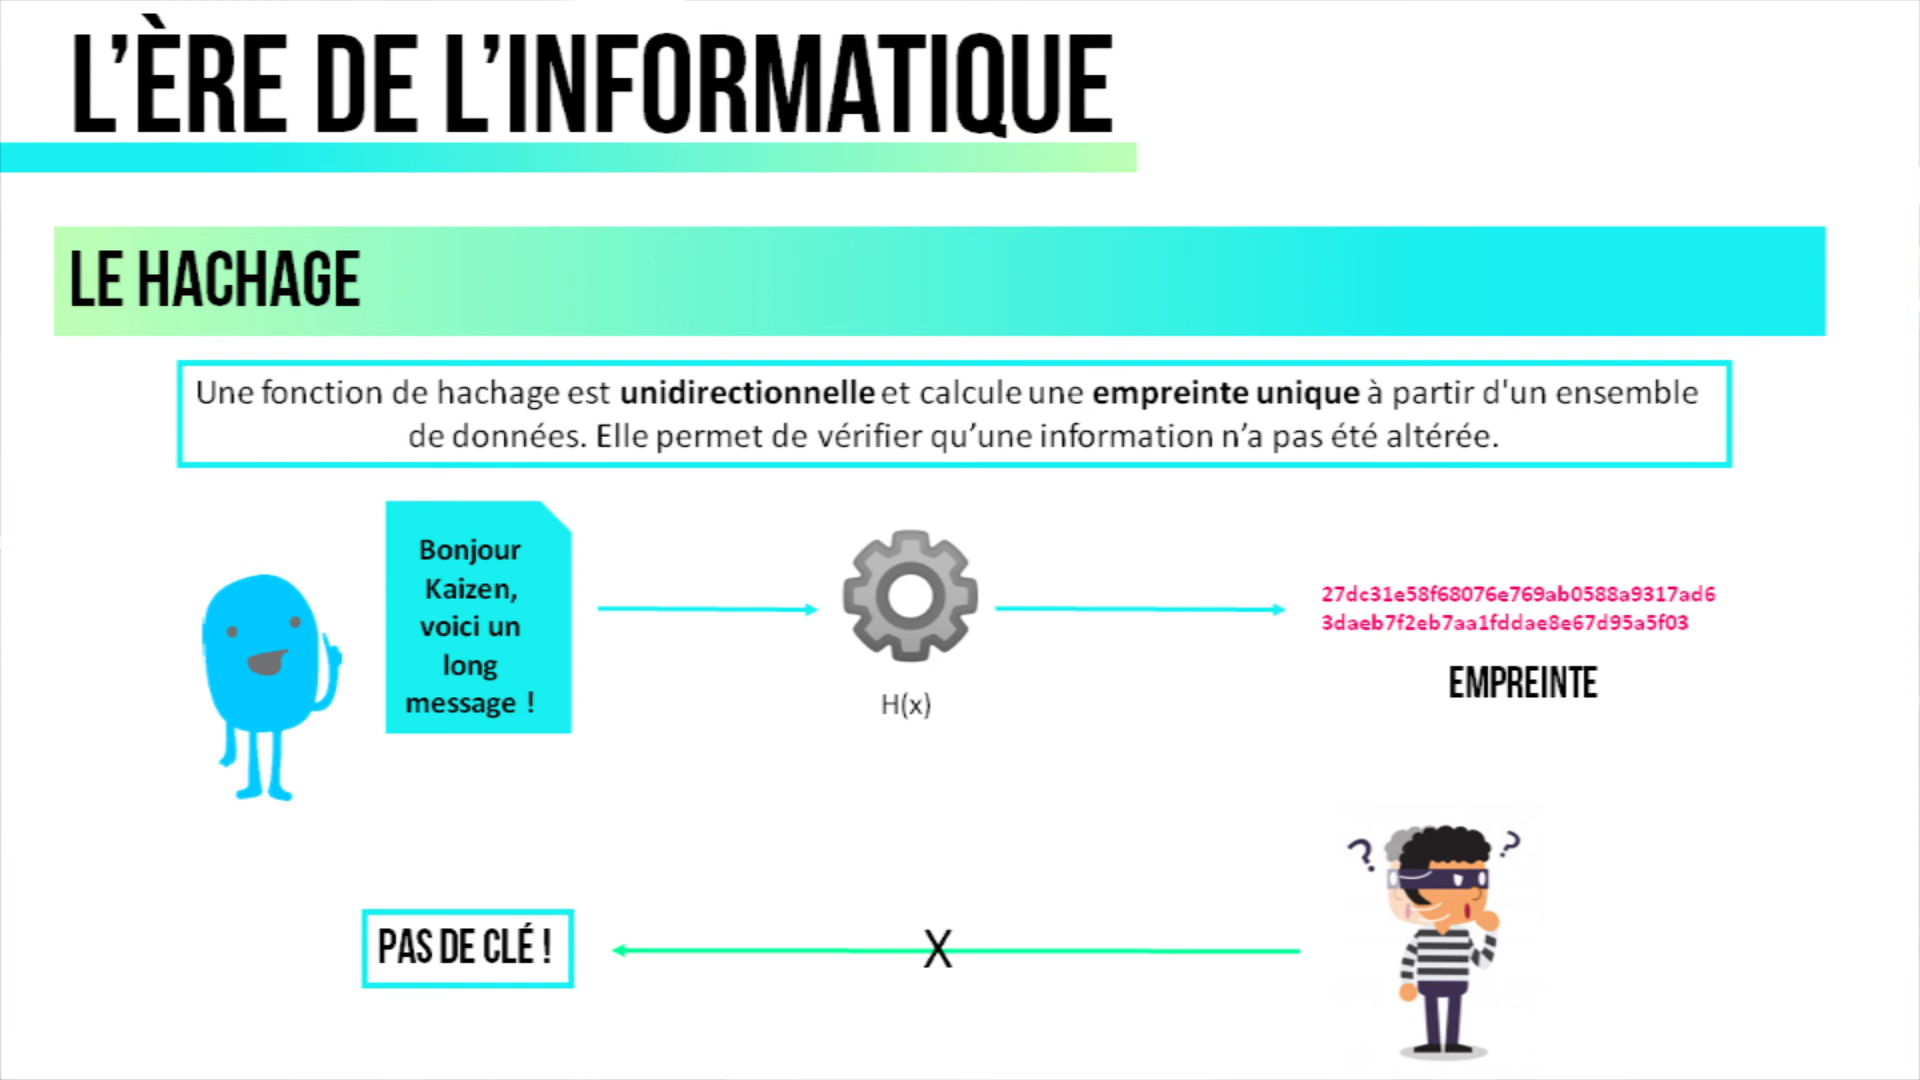 L’ÈRE DE L’INFORMATIQUE
LE HACHAGE
Une fonction de hachage est unidirectionnelle et calcule une empreinte unique à partir d'un ensemble
de données. Elle permet de vérifier qu’une information n’a pas été altérée.
Bonjour
Kaizen,
voici un
long
message !
H(x)
27dc31e58f68076e769ab0588a9317ad6
3daeb7f2eb7aa1fddae8e67d95a5f03
EMPREINTE
? ?
PAS DE CLÉ !
X